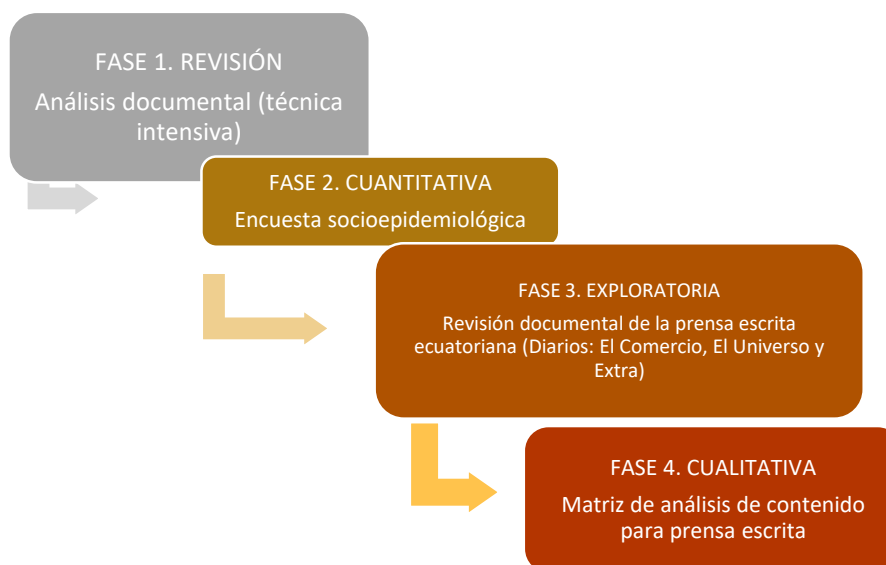 FASE 1. REVISIÓN
Análisis documental (técnica
intensiva)
FASE 2. CUANTITATIVA
Encuesta socioepidemiológica
FASE 3. EXPLORATORIA
Revisión documental de la prensa escrita
ecuatoriana (Diarios: El Comercio, El Universo y
Extra)
FASE 4. CUALITATIVA
Matriz de análisis de contenido
para prensa escrita